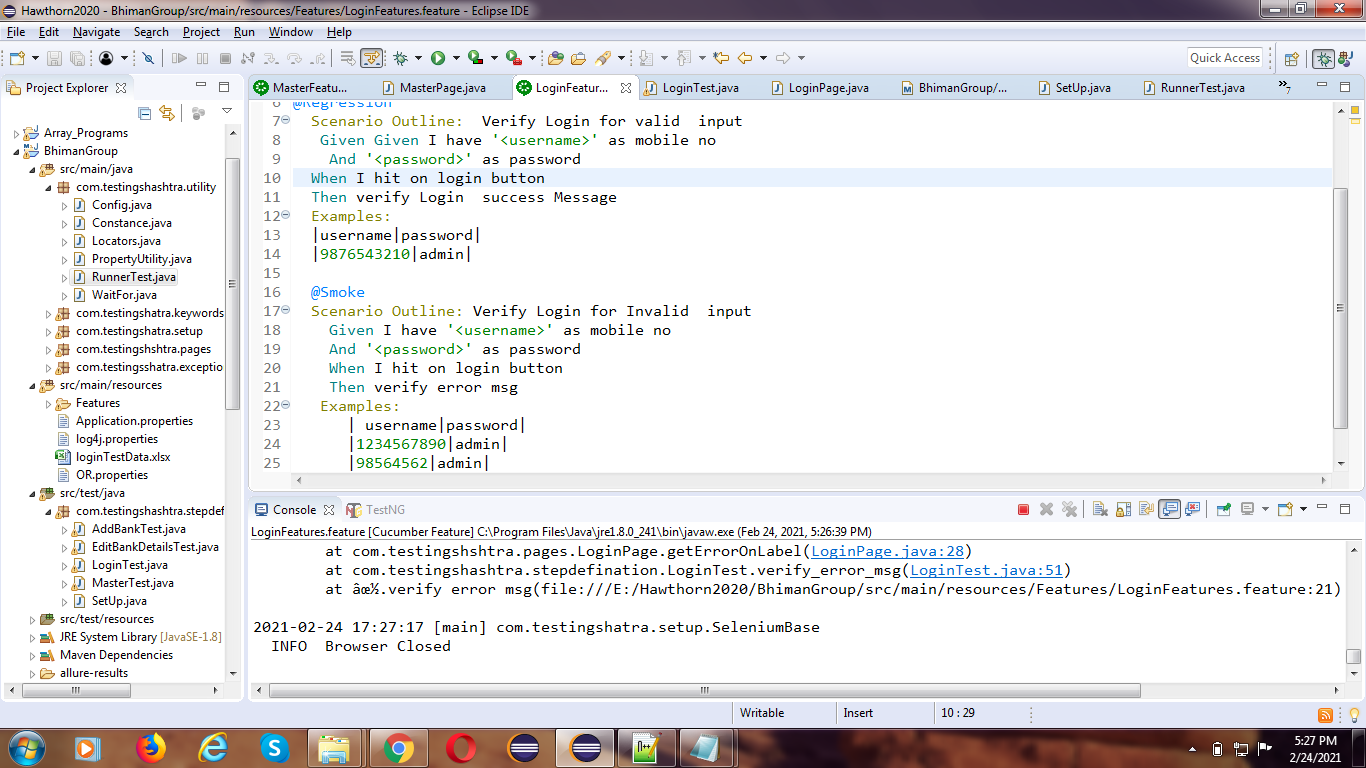 Hawthorn2020 - BhimanGroup/src/main/resources/Features/LoginFeatures.feature - Eclipse IDE
File Edit Navigate Search Project Run Window Help
Quick Access
Project Explorer
MasterFeatu... MasterPage.java LoginFeatur... LoginTest.java LoginPage.java BhimanGroup/... SetUp.java RunnerTest.java »7
Array_Programs
BhimanGroup
src/main/java
com.testingshashtra.utility
Config.java
Constance.java
Locators.java
PropertyUtility.java
RunnerTest.java
WaitFor.java
com.testingshatra.keywords
com.testingshatra.setup
com.testingshshtra.pages
com.testingsshatra.exceptio
src/main/resources
Features
Application.properties
log4j.properties
loginTestData.xlsx
OR.properties
src/test/java
com.testingshashtra.stepdef
AddBankTest.java
EditBankDetailsTest.java
LoginTest.java
MasterTest.java
SetUp.java
src/test/resources
JRE System Library [JavaSE-1.8]
Maven Dependencies
allure-results
6 @Regression
7 Scenario Outline: Verify Login for valid input
8 Given Given I have '<username>' as mobile no
9 And '<password>' as password
10 When I hit on login button
11 Then verify Login success Message
12 Examples:
13 |username|password|
14 |9876543210|admin|
15
16 @Smoke
17 Scenario Outline: Verify Login for Invalid input
18 Given I have '<username>' as mobile no
19 And '<password>' as password
20 When I hit on login button
21 Then verify error msg
22 Examples:
23 | username|password|
24 |1234567890|admin|
25 |98564562|admin|
Console TestNG
LoginFeatures.feature [Cucumber Feature] C:\Program Files\Java\jre1.8.0_241\bin\javaw.exe (Feb 24, 2021, 5:26:39 PM)
at com.testingshshtra.pages.LoginPage.getErrorOnLabel(LoginPage.java:28)
at com.testingshashtra.stepdefination.LoginTest.verify_error_msg(LoginTest.java:51)
at âœ½.verify error msg(file:///E:/Hawthorn2020/BhimanGroup/src/main/resources/Features/LoginFeatures.feature:21)
2021-02-24 17:27:17 [main] com.testingshatra.setup.SeleniumBase
INFO Browser Closed
Writable Insert 10 : 29
5:27 PM
2/24/2021